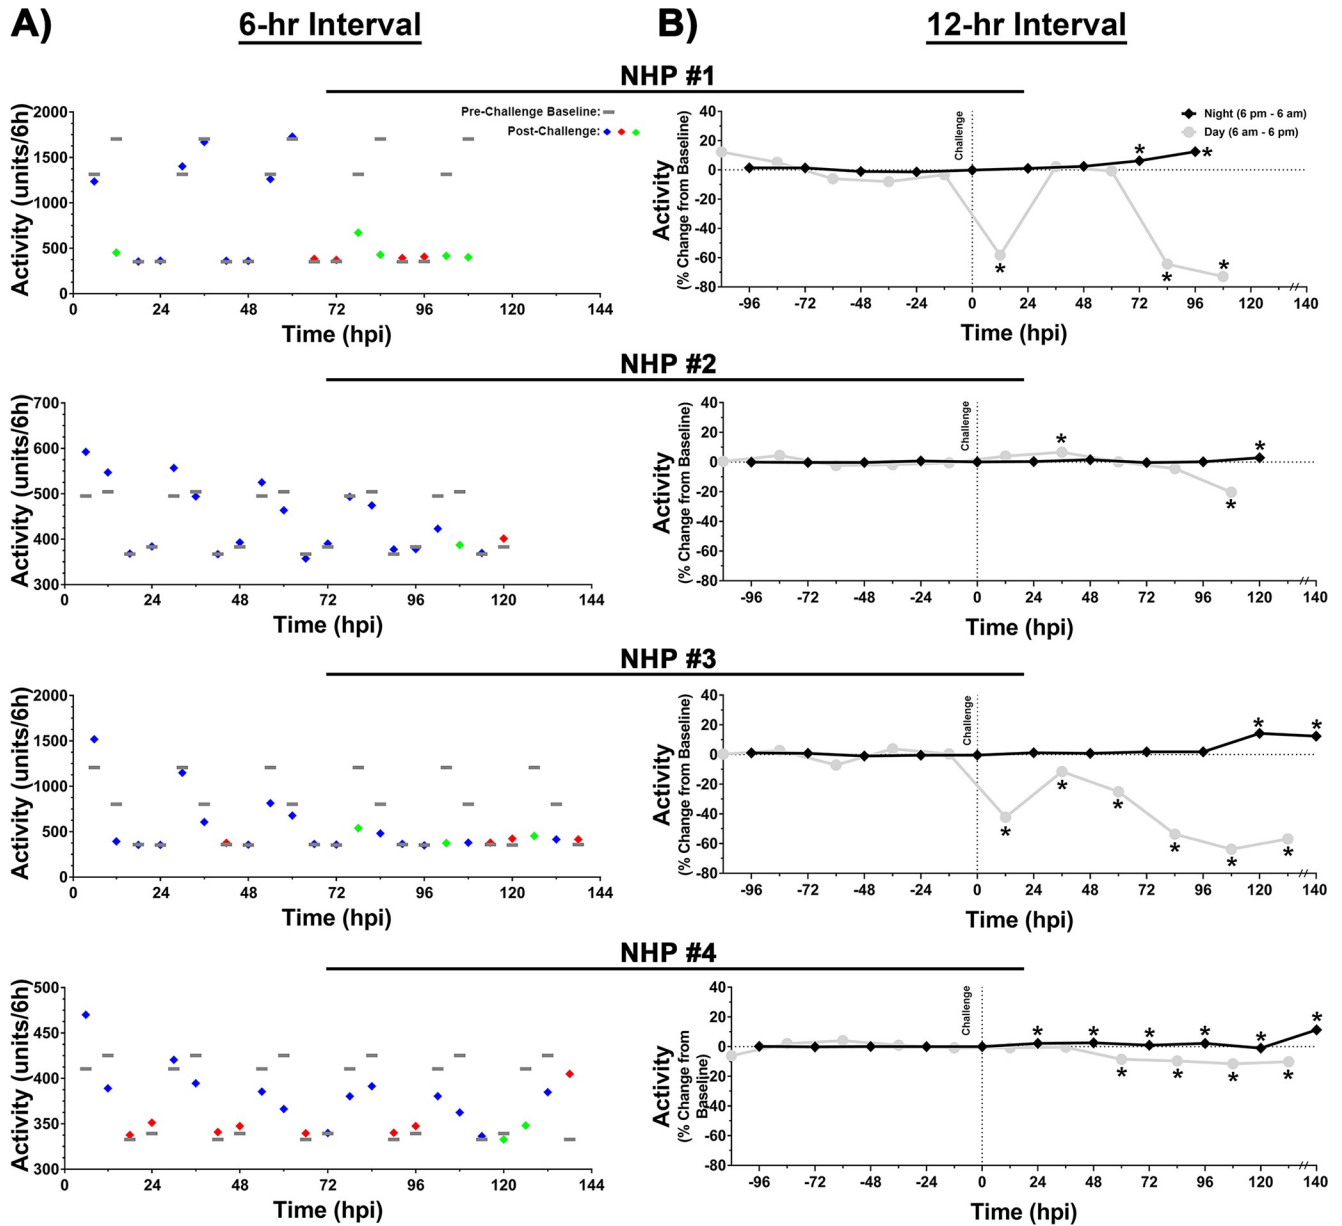 A) 6-hr Interval B) 12-hr Interval
NHP #1
Pre-Challenge Baseline:
Post-Challenge:
Activity (units/6h)
2000
1500
1000
500
0
0 24 48 72 96 120 144
Time (hpi)
Activity
(% Change from Baseline)
Challenge
Night (6 pm - 6 am)
Day (6 am - 6 pm)
40
20
0
-20
-40
-60
-80
* * * * *
-96 -72 -48 -24 0 24 48 72 96 120 140
Time (hpi)
NHP #2
Activity (units/6h)
700
600
500
400
300
0 24 48 72 96 120 144
Time (hpi)
Activity
(% Change from Baseline)
Challenge
40
20
0
-20
-40
-60
-80
* * *
-96 -72 -48 -24 0 24 48 72 96 120 140
Time (hpi)
NHP #3
Activity (units/6h)
2000
1500
1000
500
0
0 24 48 72 96 120 144
Time (hpi)
Activity
(% Change from Baseline)
Challenge
40
20
0
-20
-40
-60
-80
* * * * * * * *
-96 -72 -48 -24 0 24 48 72 96 120 140
Time (hpi)
NHP #4
Activity (units/6h)
500
450
400
350
300
0 24 48 72 96 120 144
Time (hpi)
Activity
(% Change from
Baseline)
Challenge
40
20
0
-20
-40
-60
-80
* * * * * * * * * *
-96 -72 -48 -24 0 24 48 72 96 120 140
Time (hpi)